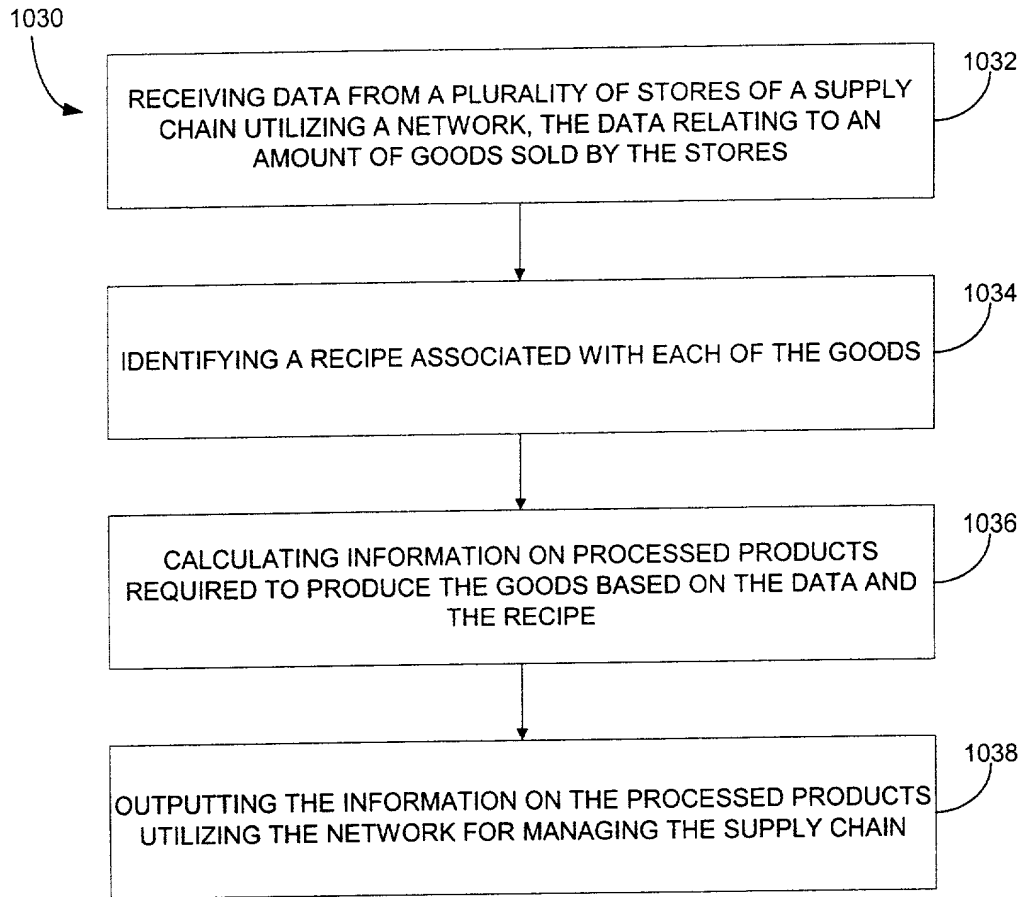 1030
1032
RECEIVING DATA FROM A PLURALITY OF STORES OF A SUPPLY
CHAIN UTILIZING A NETWORK, THE DATA RELATING TO AN
AMOUNT OF GOODS SOLD BY THE STORES
1034
IDENTIFYING A RECIPE ASSOCIATED WITH EACH OF THE GOODS
1036
CALCULATING INFORMATION ON PROCESSED PRODUCTS
REQUIRED TO PRODUCE THE GOODS BASED ON THE DATA AND
THE RECIPE
1038
OUTPUTTING THE INFORMATION ON THE PROCESSED PRODUCTS
UTILIZING THE NETWORK FOR MANAGING THE SUPPLY CHAIN